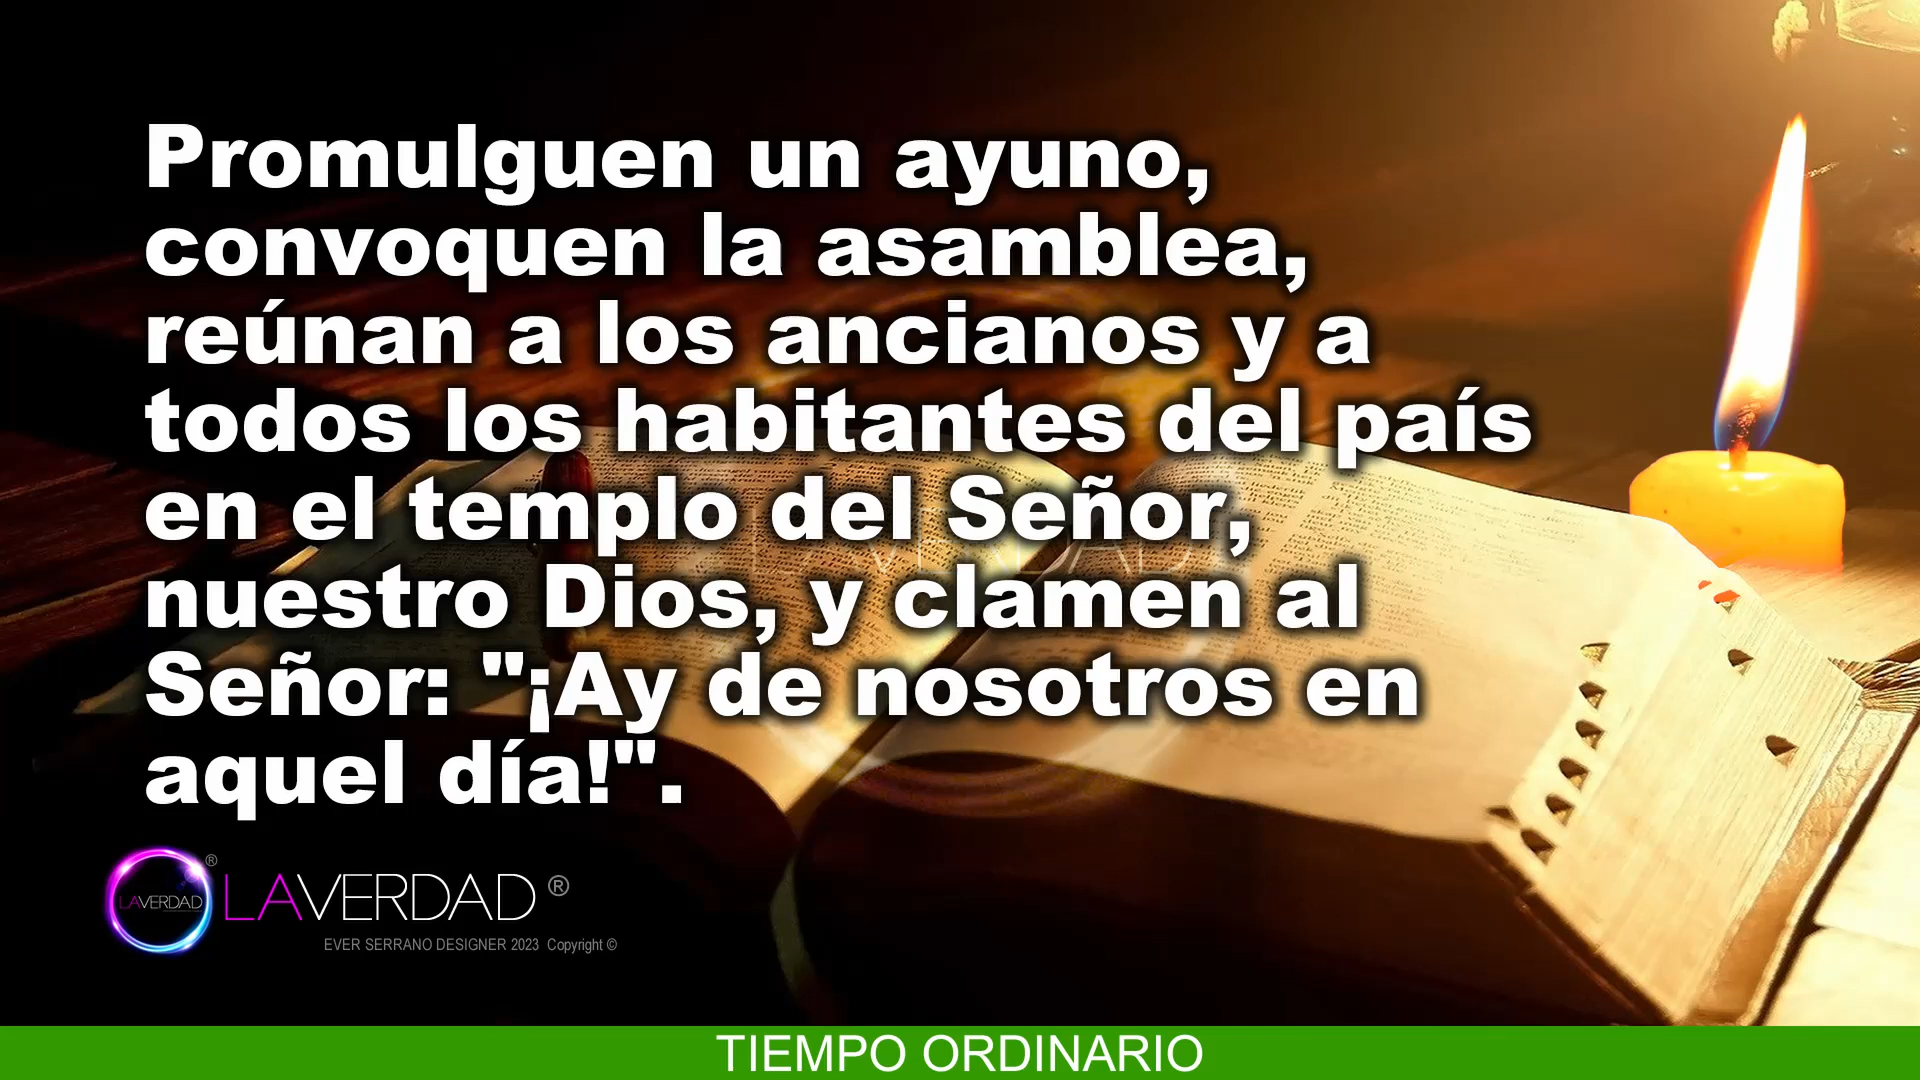 Promulguen un ayuno,
convoquen la asamblea,
reúnan a los ancianos y a
todos los habitantes del país
en el templo del Señor,
nuestro Dios, y clamen al
Señor: "¡Ay de nosotros en
aquel día!".
LAVERDAD
LAVERDAD ®
®
LAVERDAD ®
EVER SERRANO DESIGNER 2023 Copyright ©
TIEMPO ORDINARIO